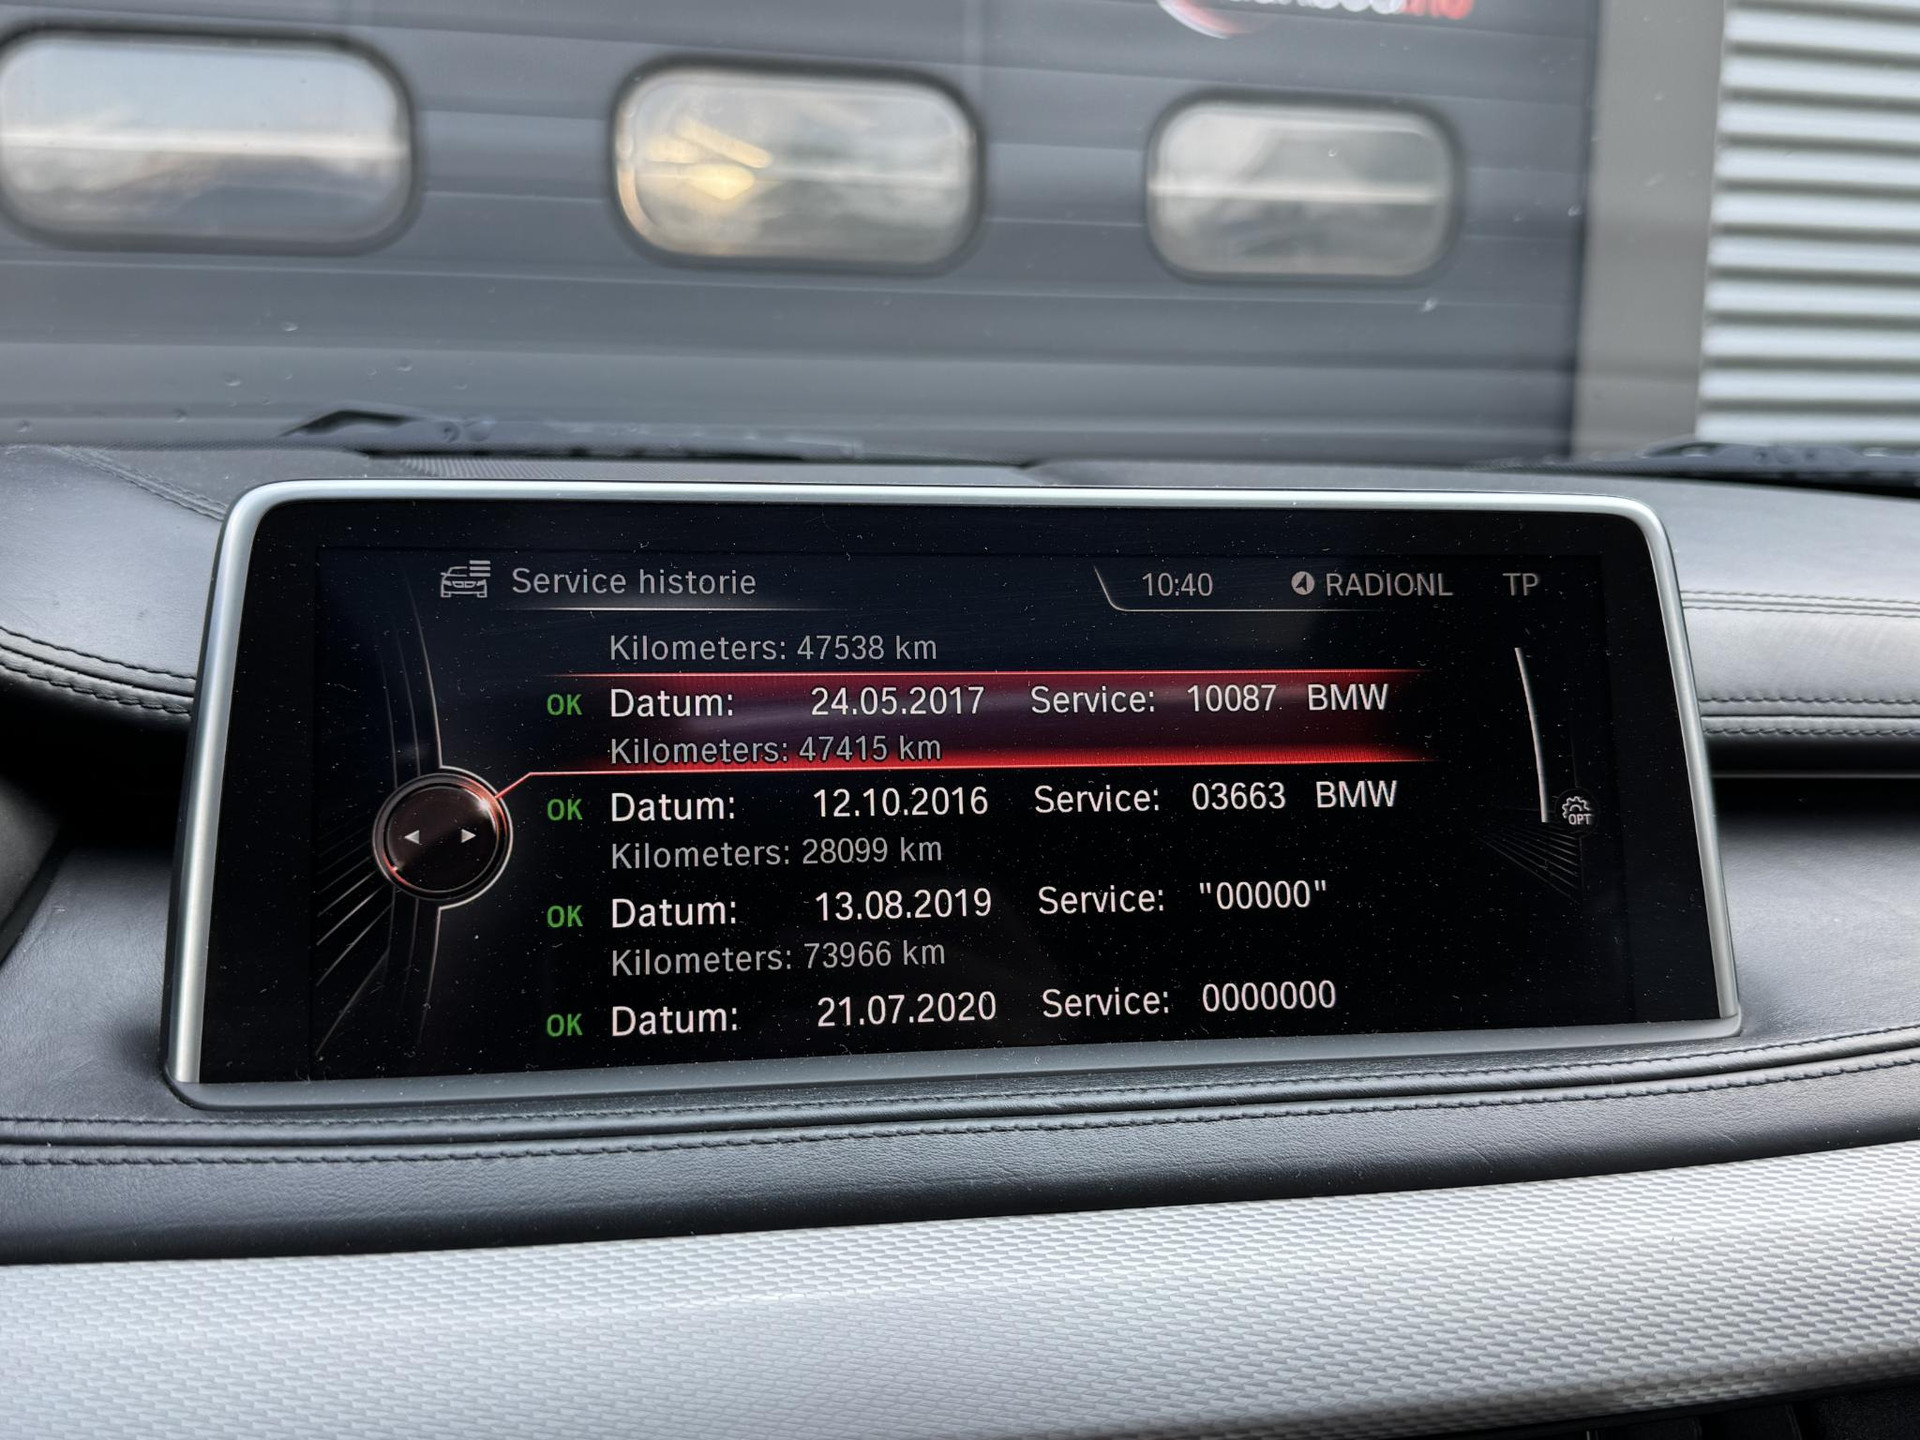 Service historie 10:40 RADIONL TP
Kilometers: 47538 km
OK Datum: 24.05.2017 Service: 10087 BMW
Kilometers: 47415 km
OK Datum: 12.10.2016 Service: 03663 BMW
Kilometers: 28099 km
OPT
OK Datum: 13.08.2019 Service: "00000"
Kilometers: 73966 km
OK Datum: 21.07.2020 Service: 0000000